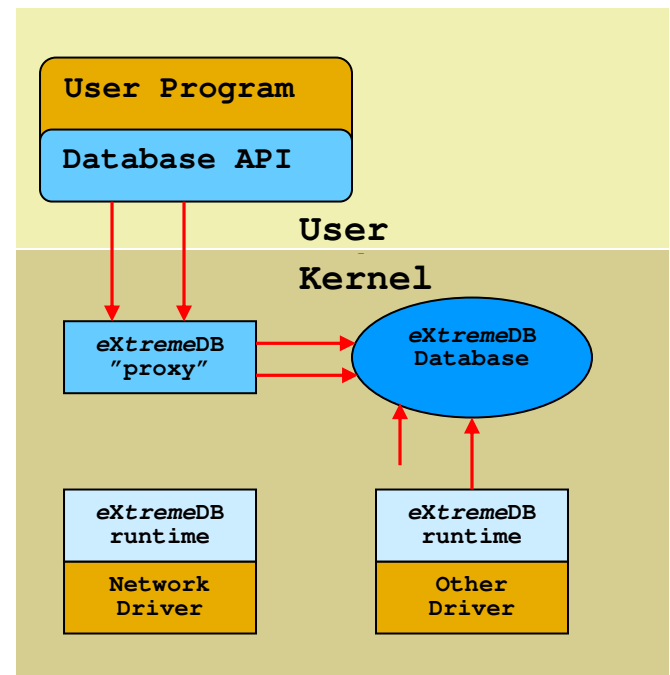 User Program
Database API
User
Kernel
eXtremeDB
”proxy”
eXtremeDB
Database
eXtremeDB
runtime
Network
Driver
eXtremeDB
runtime
Other
Driver